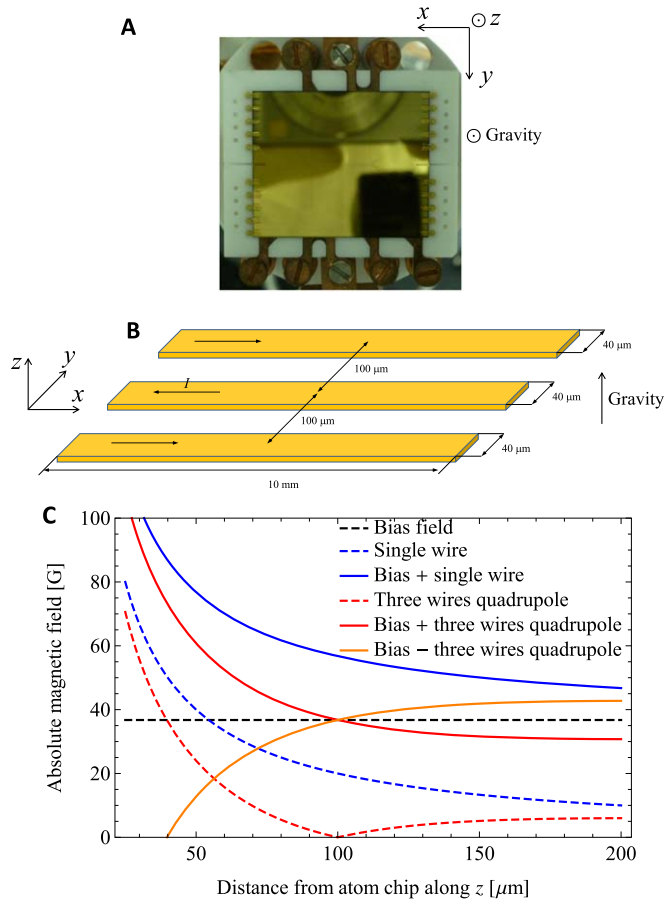 A
x
z
y
Gravity
B
z
y
x
I
100 μm
100 μm
40 μm
40 μm
40 μm
10 mm
Gravity
C
Absolute magnetic field [G]
100
80
60
40
20
0
50
100
150
200
Distance from atom chip along z [μm]
Bias field
Single wire
Bias + single wire
Three wires quadrupole
Bias + three wires quadrupole
Bias − three wires quadrupole